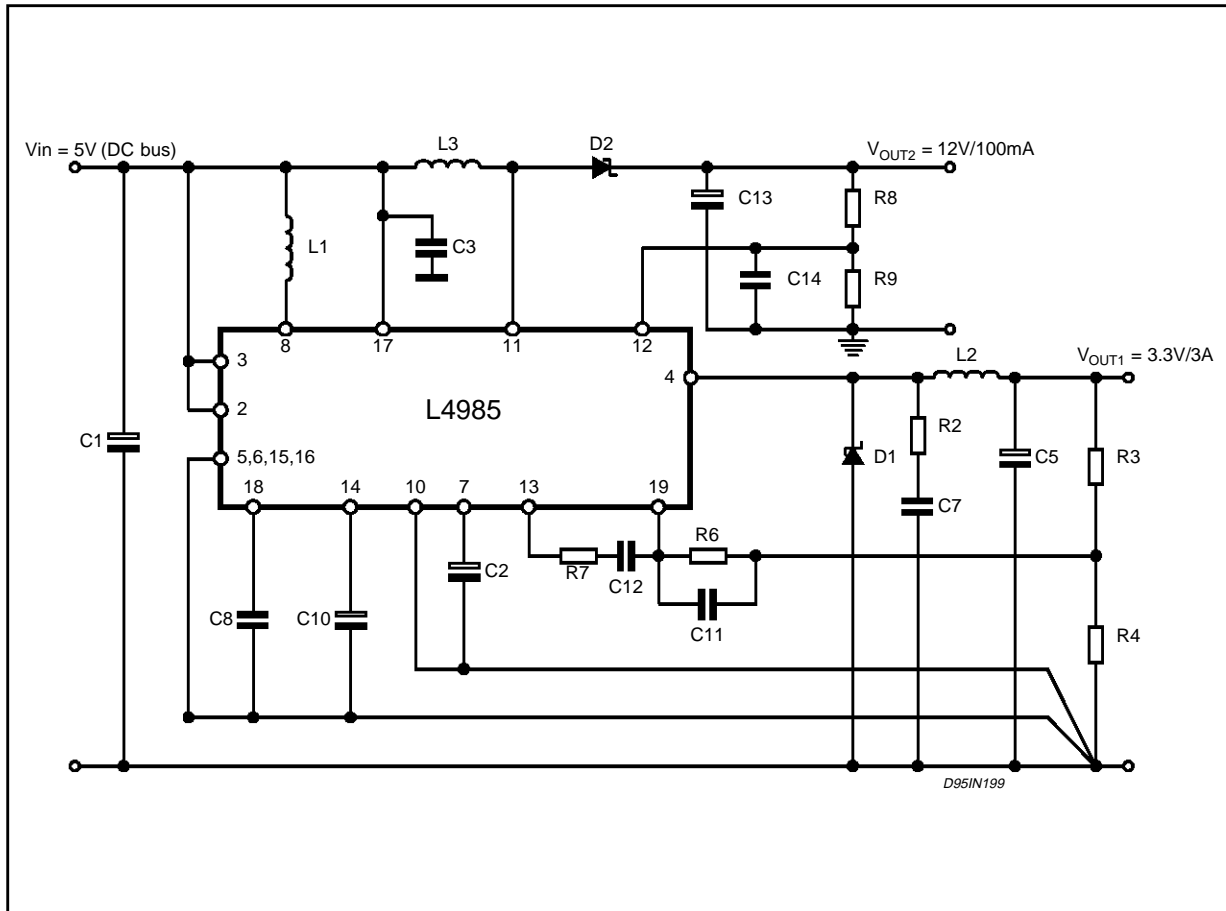 Vin = 5V (DC bus)
L3
D2
VOUT2 = 12V/100mA
C13
R8
L1
C3
C14
R9
8
17
11
12
3
4
L2
VOUT1 = 3.3V/3A
2
L4985
C1
R2
D1
C5
R3
5,6,15,16
18
14
10
7
13
19
C7
R6
R7
C12
C2
C8
C10
C11
R4
D95IN199